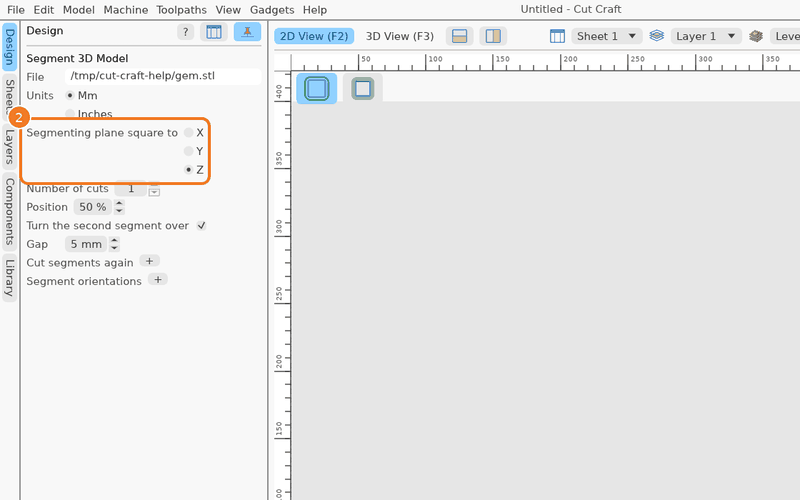 File Edit Model Machine Toolpaths View Gadgets Help Untitled - Cut Craft
Design ?
2D View (F2) 3D View (F3) Sheet 1 Layer 1 Leve
Design
Sheets
Layers
Components
Library
Segment 3D Model
File /tmp/cut-craft-help/gem.stl
Units Mm
Inches
2
Segmenting plane square to X
Y
Z
Number of cuts 1
Position 50 %
Turn the second segment over
Gap 5 mm
Cut segments again +
Segment orientations +
50 100 150 200 250 300 350
400
350
300
250
200
150